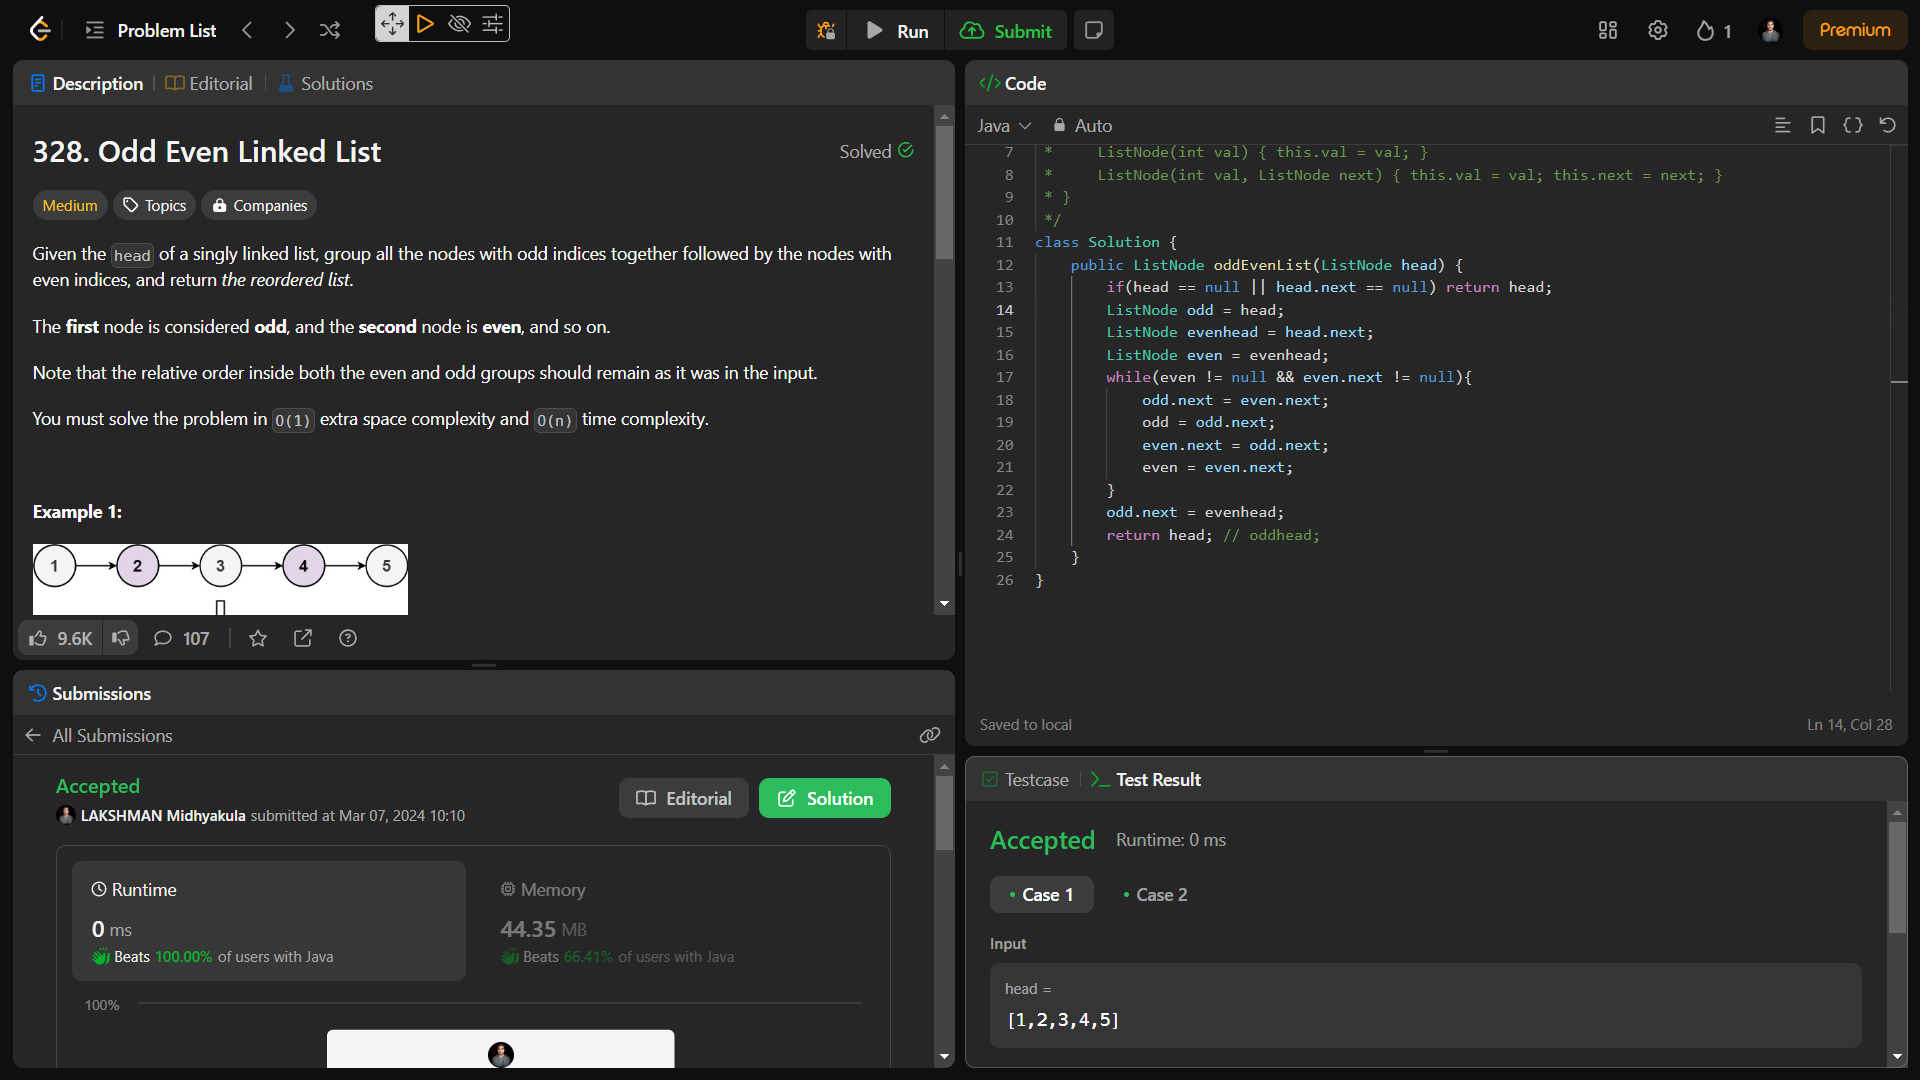 Problem List
Run
Submit
1
Premium
Description
Editorial
Solutions
328. Odd Even Linked List
Solved
Medium
Topics
Companies
Given the head of a singly linked list, group all the nodes with odd indices together followed by the nodes with
even indices, and return the reordered list.
The first node is considered odd, and the second node is even, and so on.
Note that the relative order inside both the even and odd groups should remain as it was in the input.
You must solve the problem in O(1) extra space complexity and O(n) time complexity.
Example 1:
1 2 3 4 5
9.6K
107
Submissions
All Submissions
Accepted
LAKSHMAN Midhyakula submitted at Mar 07, 2024 10:10
Editorial
Solution
Runtime
0 ms
Beats 100.00% of users with Java
Memory
44.35 MB
Beats 66.41% of users with Java
100%
</> Code
Java
Auto
7 *     ListNode(int val) { this.val = val; }
8 *     ListNode(int val, ListNode next) { this.val = val; this.next = next; }
9 * }
10 */
11 class Solution {
12     public ListNode oddEvenList(ListNode head) {
13         if(head == null || head.next == null) return head;
14         ListNode odd = head;
15         ListNode evenhead = head.next;
16         ListNode even = evenhead;
17         while(even != null && even.next != null){
18             odd.next = even.next;
19             odd = odd.next;
20             even.next = odd.next;
21             even = even.next;
22         }
23         odd.next = evenhead;
24         return head; // oddhead;
25     }
26 }
Saved to local
Ln 14, Col 28
Testcase
Test Result
Accepted
Runtime: 0 ms
Case 1
Case 2
Input
head =
[1,2,3,4,5]